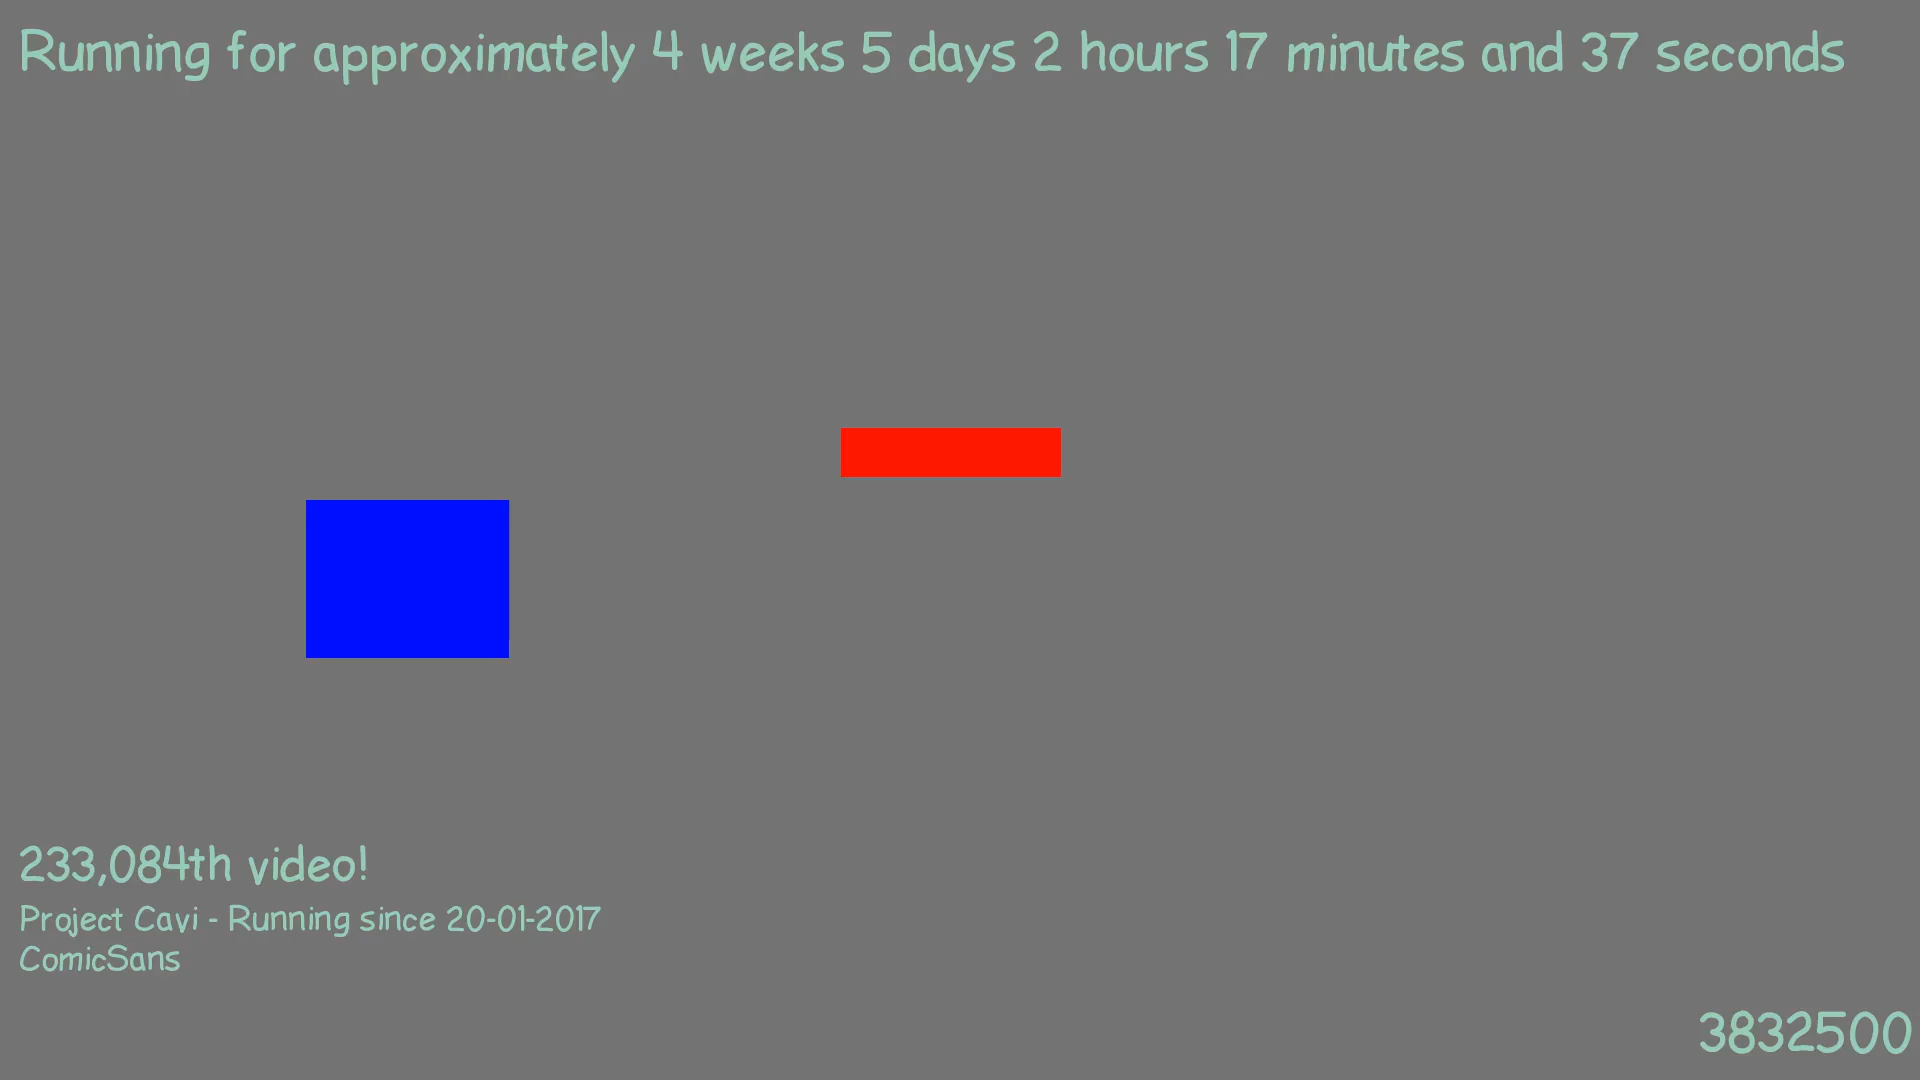 Running for approximately 4 weeks 5 days 2 hours 17 minutes and 37 seconds
233,084th video!
Project Cavi - Running since 20-01-2017
ComicSans
3832500